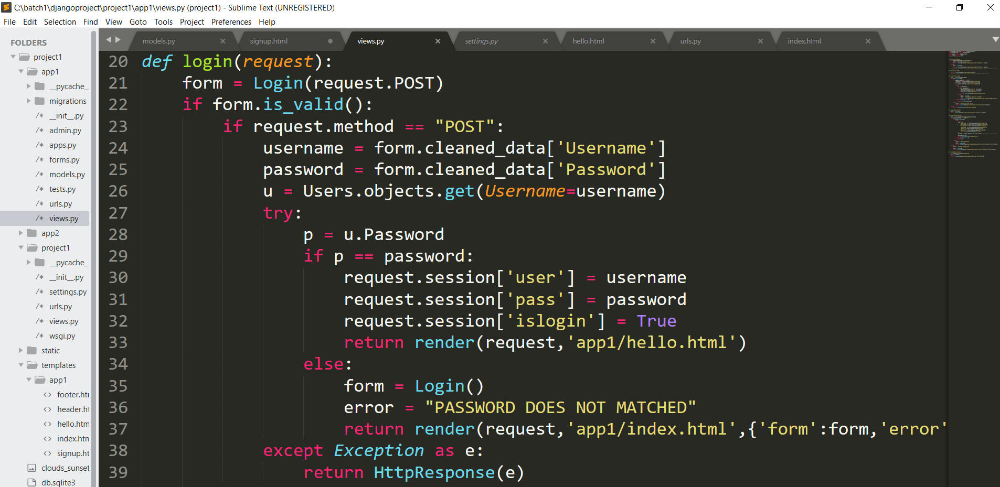 C:\batch1\djangoproject\project1\app1\views.py (project1) - Sublime Text (UNREGISTERED)
File Edit Selection Find View Goto Tools Project Preferences Help
FOLDERS
project1
app1
__pycache_
migrations
/* __init__.py
/* admin.py
/* apps.py
/* forms.py
/* models.py
/* tests.py
/* urls.py
/* views.py
app2
project1
__pycache_
/* __init__.py
/* settings.py
/* urls.py
/* views.py
/* wsgi.py
static
templates
app1
<> footer.htr
<> header.ht
<> hello.htm
<> index.htm
<> signup.ht
clouds_sunset
db.sqlite3
models.py signup.html views.py settings.py hello.html urls.py index.html
20 def login(request):
21     form = Login(request.POST)
22     if form.is_valid():
23         if request.method == "POST":
24             username = form.cleaned_data['Username']
25             password = form.cleaned_data['Password']
26             u = Users.objects.get(Username=username)
27             try:
28                 p = u.Password
29                 if p == password:
30                     request.session['user'] = username
31                     request.session['pass'] = password
32                     request.session['islogin'] = True
33                     return render(request,'app1/hello.html')
34                 else:
35                     form = Login()
36                     error = "PASSWORD DOES NOT MATCHED"
37                     return render(request,'app1/index.html',{'form':form,'error'
38             except Exception as e:
39                 return HttpResponse(e)